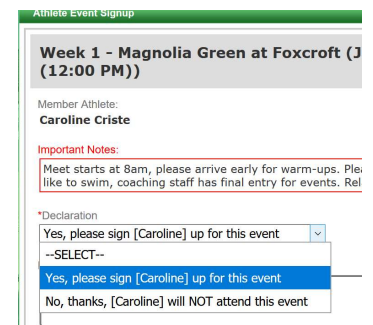 Athlete Event Signup
Week 1 - Magnolia Green at Foxcroft (J
(12:00 PM))
Member Athlete:
Caroline Criste
Important Notes:
Meet starts at 8am, please arrive early for warm-ups. Plea
like to swim, coaching staff has final entry for events. Rel
*Declaration
Yes, please sign [Caroline] up for this event
--SELECT--
Yes, please sign [Caroline] up for this event
No, thanks, [Caroline] will NOT attend this event